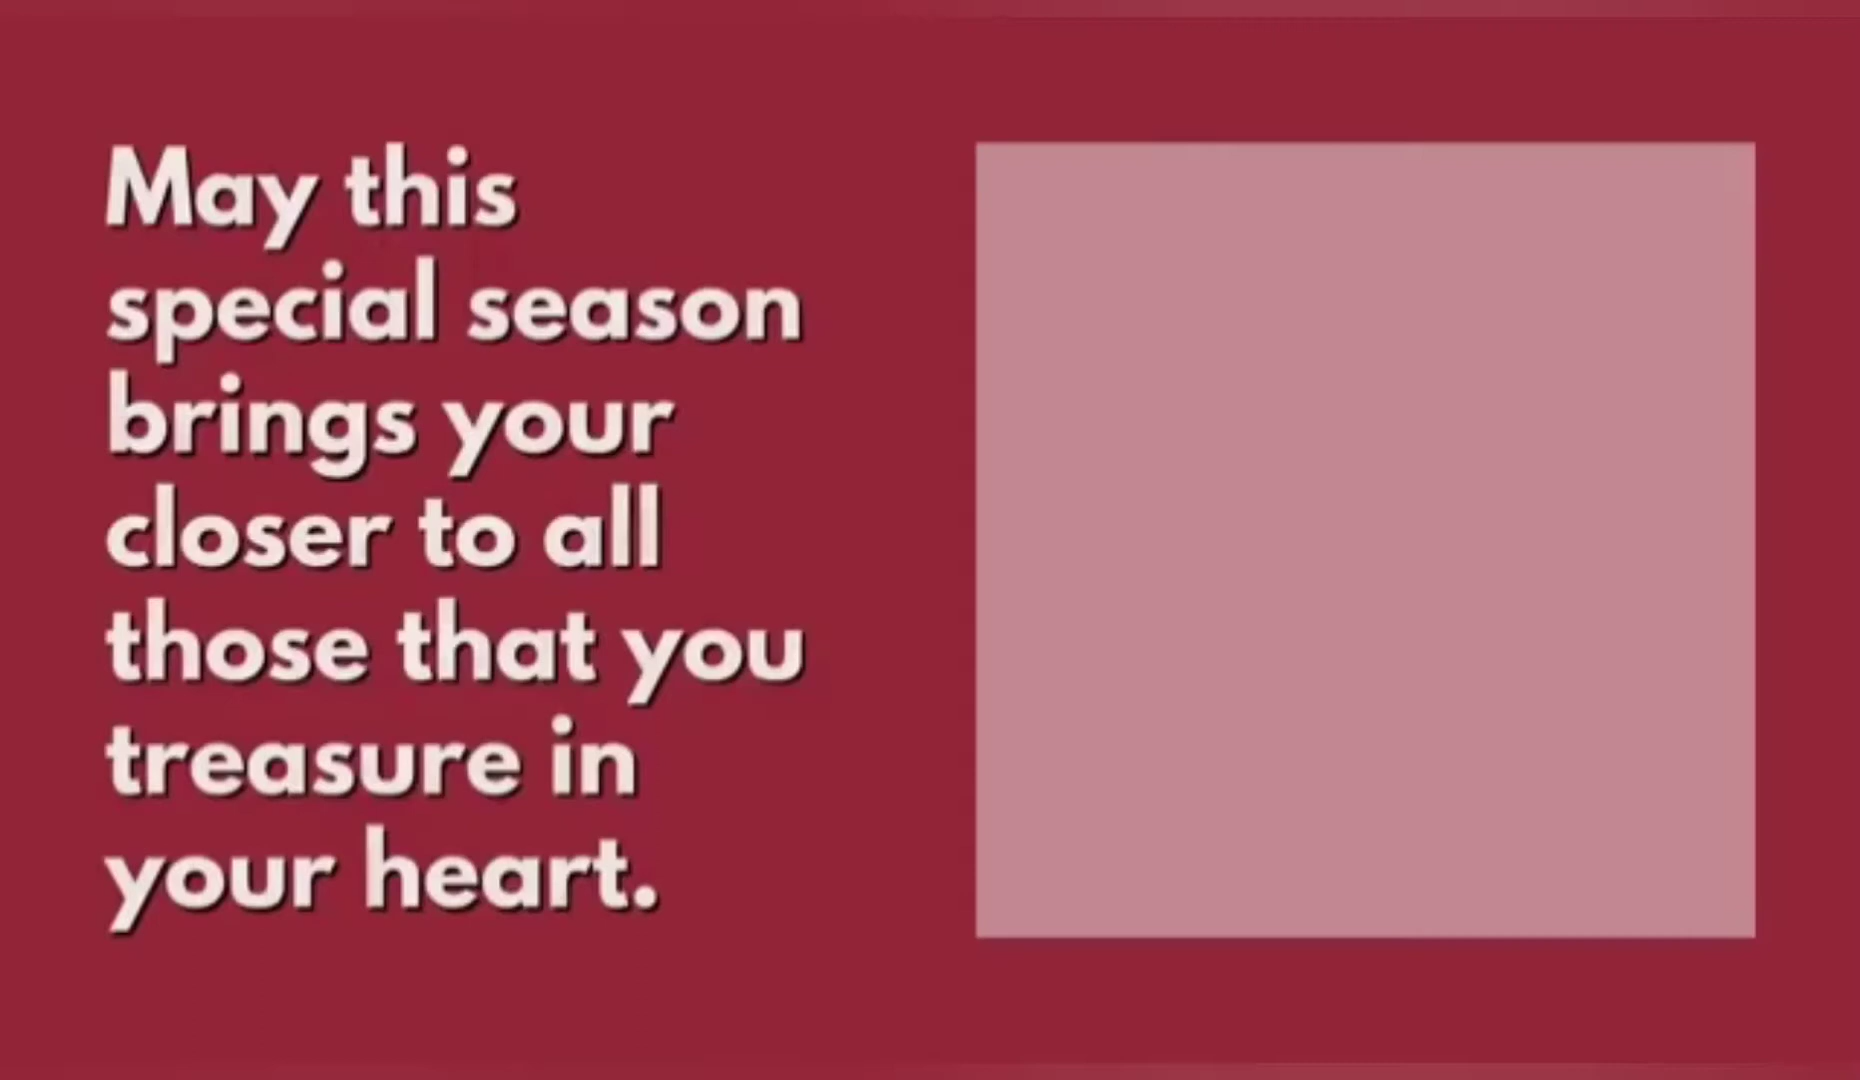 May this
special season
brings your
closer to all
those that you
treasure in
your heart.